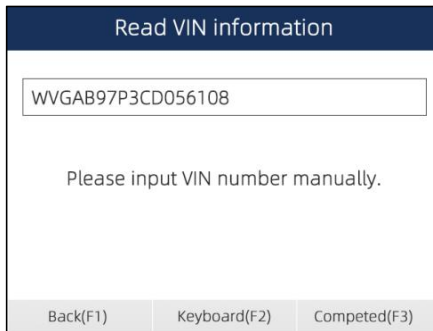 Read VIN information
WVGAB97P3CD056108
Please input VIN number manually.
Back(F1) Keyboard(F2) Competed(F3)